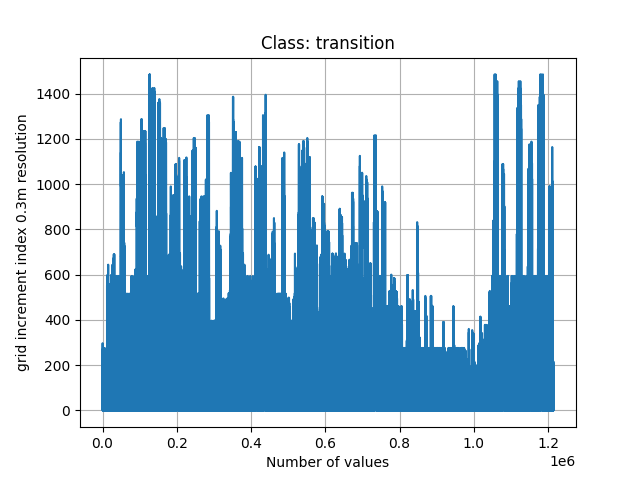 Class: transition
grid increment index 0.3m resolution
1400
1200
1000
800
600
400
200
0
0.0 0.2 0.4 0.6 0.8 1.0 1.2
1e6
Number of values